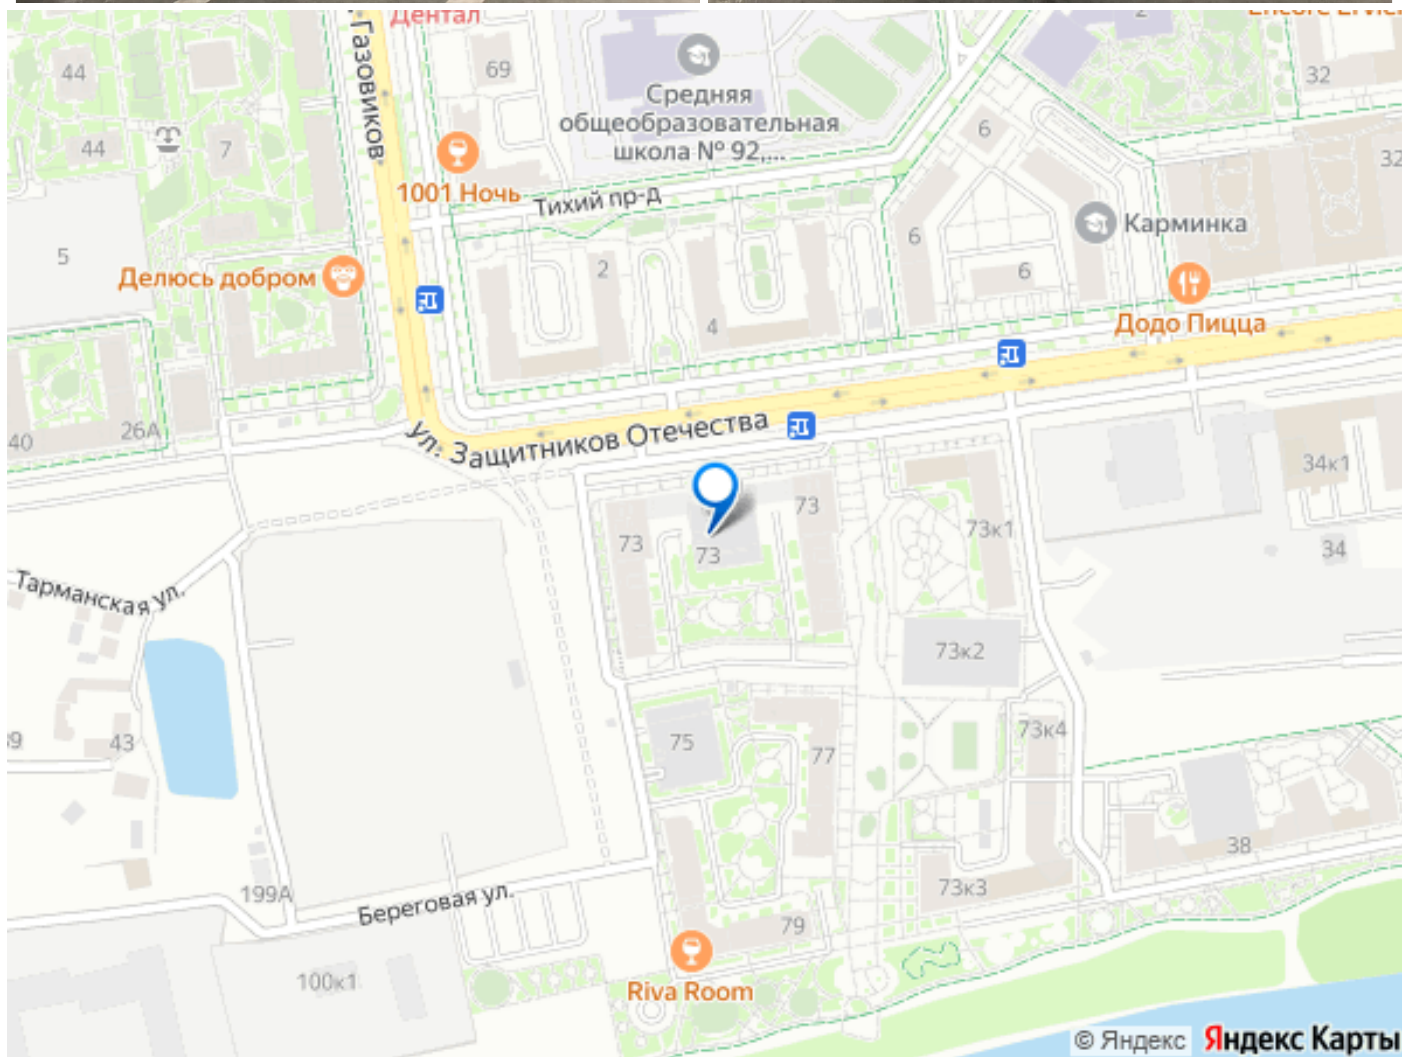 Дентал
2
Газовиков
44
69
32
Средняя
общеобразовательная
школа № 92,...
6
44
7
32
1001 Ночь
Тихий пр-д
Карминка
6
5
2
6
Делюсь добром
4
Додо Пицца
Ул. Защитников Отечества
26А
40
34к1
73
73
73к1
73
34
Тарманская ул.
73к2
73к4
43
75
77
38
73к3
199А
Береговая ул.
79
100к1
Riva Room
© Яндекс Яндекс Карты